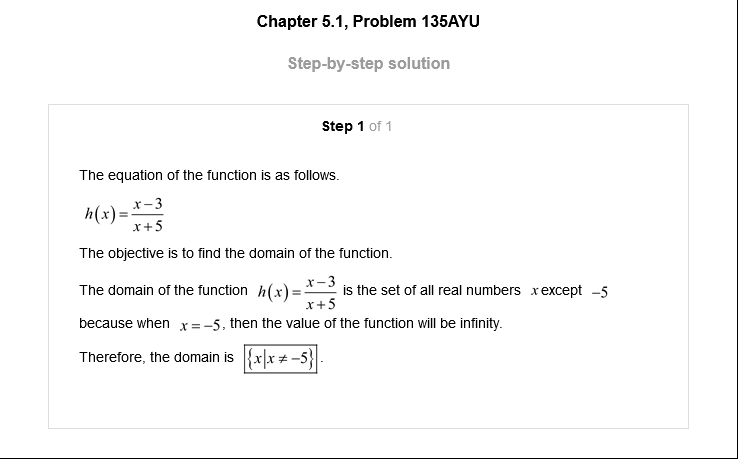 Chapter 5.1, Problem 135AYU
Step-by-step solution
Step 1 of 1
The equation of the function is as follows.
h(x)=\frac{x-3}{x+5}
The objective is to find the domain of the function.
The domain of the function h(x)=\frac{x-3}{x+5} is the set of all real numbers x except -5
because when x=-5, then the value of the function will be infinity.
Therefore, the domain is {x|x≠-5}.